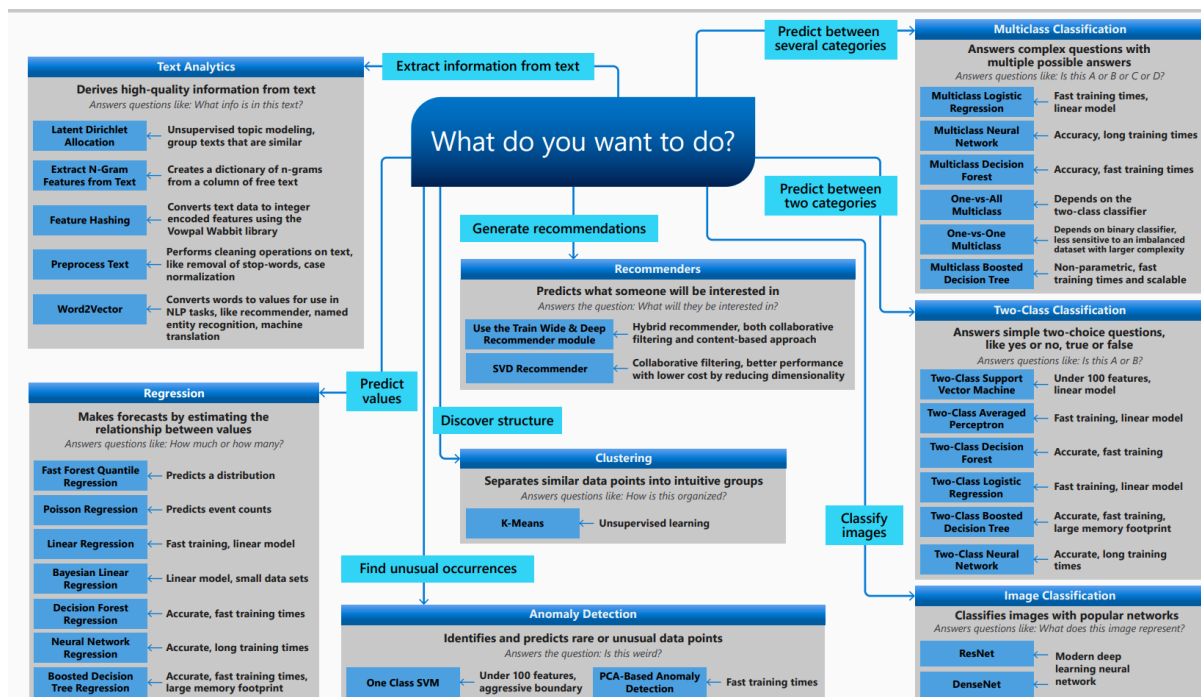 What do you want to do?
Extract information from text
Text Analytics
Derives high-quality information from text
Answers questions like: What info is in this text?
Latent Dirichlet
Allocation
Unsupervised topic modeling,
group texts that are similar
Extract N-Gram
Features from Text
Creates a dictionary of n-grams
from a column of free text
Feature Hashing
Converts text data to integer
encoded features using the
Vowpal Wabbit library
Preprocess Text
Performs cleaning operations on text,
like removal of stop-words, case
normalization
Word2Vector
Converts words to values for use in
NLP tasks, like recommender, named
entity recognition, machine
translation
Predict
values
Regression
Makes forecasts by estimating the
relationship between values
Answers questions like: How much or how many?
Fast Forest Quantile
Regression
Predicts a distribution
Poisson Regression
Predicts event counts
Linear Regression
Fast training, linear model
Bayesian Linear
Regression
Linear model, small data sets
Decision Forest
Regression
Accurate, fast training times
Neural Network
Regression
Accurate, long training times
Boosted Decision
Tree Regression
Accurate, fast training times,
large memory footprint
Generate recommendations
Recommenders
Predicts what someone will be interested in
Answers the question: What will they be interested in?
Use the Train Wide & Deep
Recommender module
Hybrid recommender, both collaborative
filtering and content-based approach
SVD Recommender
Collaborative filtering, better performance
with lower cost by reducing dimensionality
Discover structure
Clustering
Separates similar data points into intuitive groups
Answers questions like: How is this organized?
K-Means
Unsupervised learning
Find unusual occurrences
Anomaly Detection
Identifies and predicts rare or unusual data points
Answers the question: Is this weird?
One Class SVM
Under 100 features,
aggressive boundary
PCA-Based Anomaly
Detection
Fast training times
Predict between
several categories
Multiclass Classification
Answers complex questions with
multiple possible answers
Answers questions like: Is this A or B or C or D?
Multiclass Logistic
Regression
Fast training times,
linear model
Multiclass Neural
Network
Accuracy, long training times
Multiclass Decision
Forest
Accuracy, fast training times
One-vs-All
Multiclass
Depends on the
two-class classifier
One-vs-One
Multiclass
Depends on binary classifier,
less sensitive to an imbalanced
dataset with larger complexity
Multiclass Boosted
Decision Tree
Non-parametric, fast
training times and scalable
Predict between
two categories
Two-Class Classification
Answers simple two-choice questions,
like yes or no, true or false
Answers questions like: Is this A or B?
Two-Class Support
Vector Machine
Under 100 features,
linear model
Two-Class Averaged
Perceptron
Fast training, linear model
Two-Class Decision
Forest
Accurate, fast training
Two-Class Logistic
Regression
Fast training, linear model
Two-Class Boosted
Decision Tree
Accurate, fast training,
large memory footprint
Two-Class Neural
Network
Accurate, long training
times
Classify
images
Image Classification
Classifies images with popular networks
Answers questions like: What does this image represent?
ResNet
DenseNet
Modern deep
learning neural
network